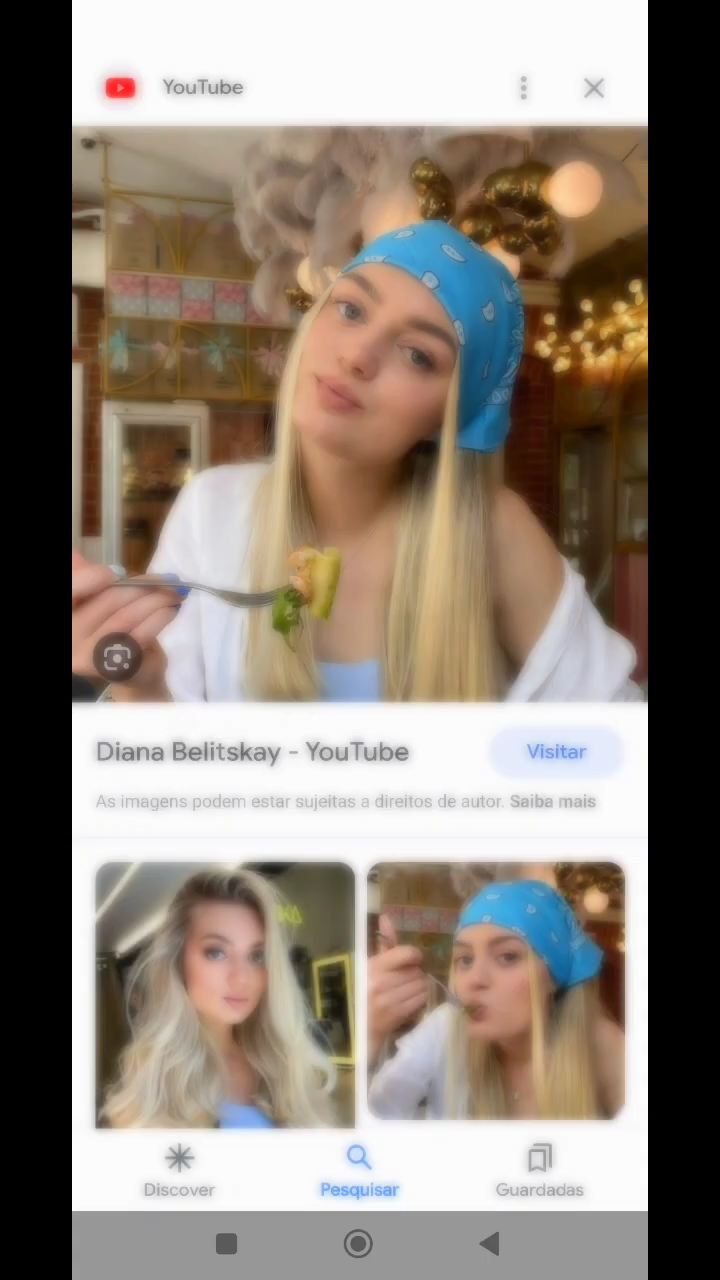 YouTube
Diana Belitskay - YouTube
Visitar
As imagens podem estar sujeitas a direitos de autor. Saiba mais
Discover
Pesquisar
Guardadas